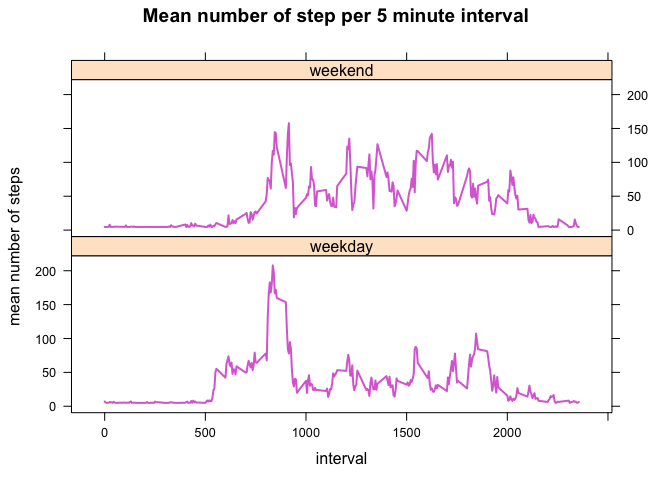 Mean number of step per 5 minute interval
weekend
200
150
100
50
0
weekday
200
150
100
50
0
mean number of steps
0 500 1000 1500 2000
interval